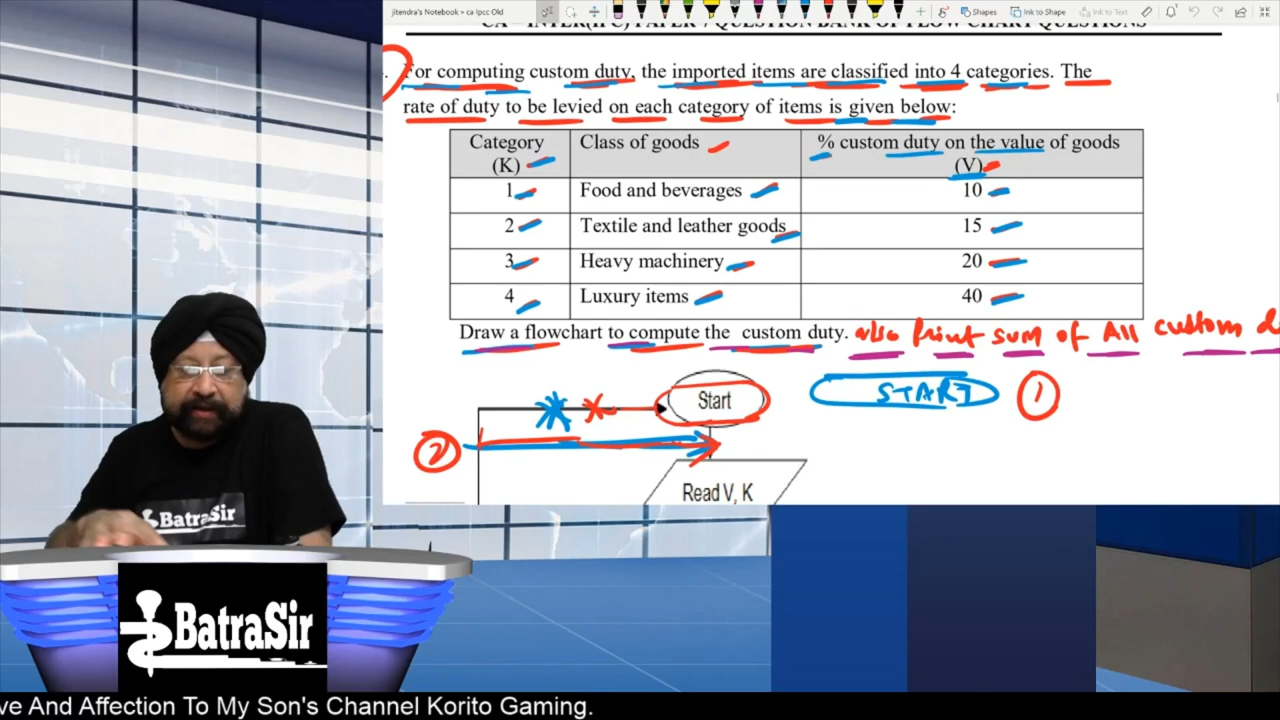 jitendra's Notebook » ca Ipcc Old
Shapes
Ink to Shape
Ink to Text
For computing custom duty, the imported items are classified into 4 categories. The
rate of duty to be levied on each category of items is given below:
Category (K) Class of goods % custom duty on the value of goods (V)
1 Food and beverages 10
2 Textile and leather goods 15
3 Heavy machinery 20
4 Luxury items 40
Draw a flowchart to compute the custom duty. also Print sum of All custom
Start
START
1
2
Read V, K
BatraSir
BatraSir
And Affection To My Son's Channel Korito Gaming.